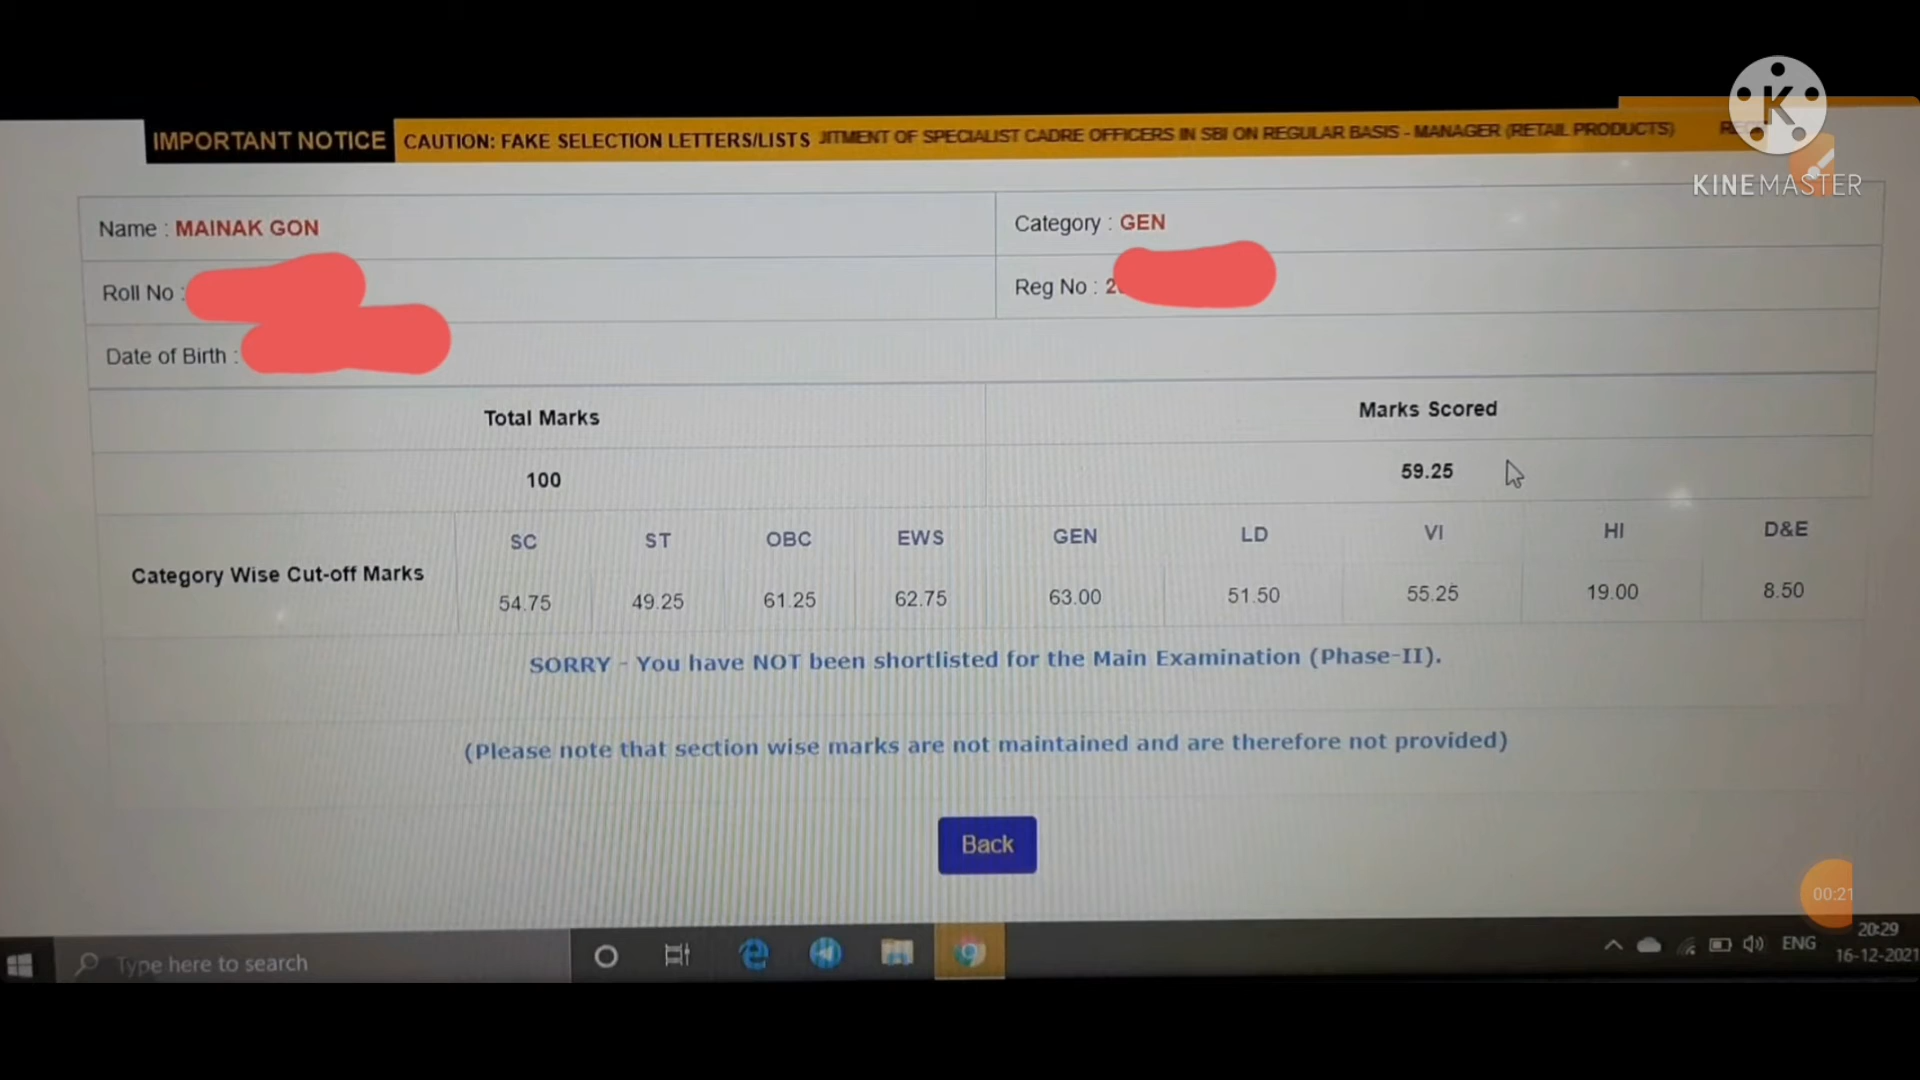 KINEMASTER
IMPORTANT NOTICE CAUTION: FAKE SELECTION LETTERS/LISTS ITMENT OF SPECIALIST CADRE OFFICERS IN SBI ON REGULAR BASIS - MANAGER (RETAIL PRODUCTS)
Name : MAINAK GON Category : GEN
Roll No : Reg No : 2
Date of Birth :
Total Marks Marks Scored
100 59.25
SC ST OBC EWS GEN LD VI HI D&E
Category Wise Cut-off Marks
54.75 49.25 61.25 62.75 63.00 51.50 55.25 19.00 8.50
SORRY - You have NOT been shortlisted for the Main Examination (Phase-II).
(Please note that section wise marks are not maintained and are therefore not provided)
Back
00:21
Type here to search ENG 20:29
16-12-2021